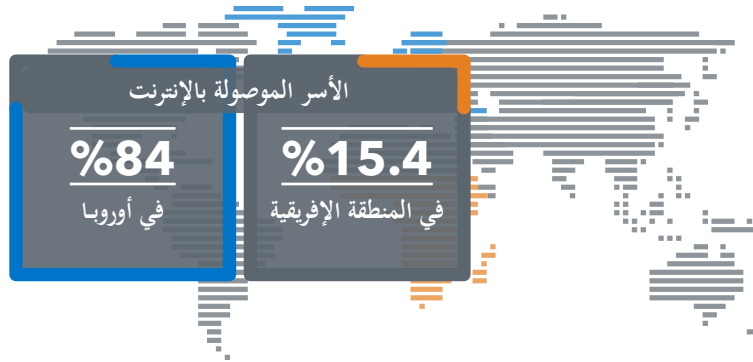 الأسر الموصولة بالإنترنت
%15.4
في المنطقة الإفريقية
%84
في أوروبا